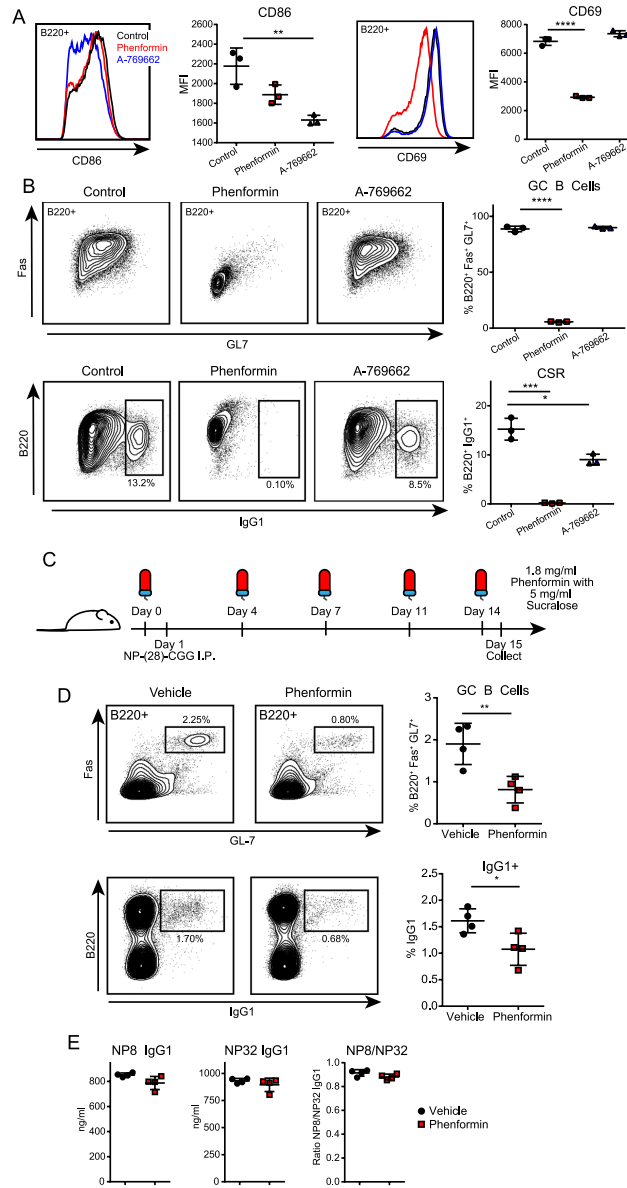 A
B220+
Control
Phenformin
A-769662
CD86
CD86
**
MFI
2400
2200
2000
1800
1600
1400
Control
Phenformin
A-769662
B220+
CD69
CD69
****
MFI
8000
6000
4000
2000
0
Control
Phenformin
A-769662
B
Control
Phenformin
A-769662
B220+
B220+
B220+
Fas
GL7
GC B Cells
****
% B220+ Fas+ GL7+
100
50
0
Control
Phenformin
A-769662
Control
Phenformin
A-769662
B220
13.2%
0.10%
8.5%
IgG1
CSR
***
*
% B220+ IgG1+
20
10
0
Control
Phenformin
A-769662
C
Day 0
Day 4
Day 7
Day 11
Day 14
1.8 mg/ml
Phenformin with
5 mg/ml
Sucralose
Day 1
NP-(28)-CGG I.P.
Day 15
Collect
D
Vehicle
Phenformin
B220+
2.25%
B220+
0.80%
Fas
GL-7
GC B Cells
**
% B220+ Fas+ GL7+
3
2
1
0
Vehicle
Phenformin
B220
1.70%
0.68%
IgG1
IgG1+
*
% IgG1
2.5
2.0
1.5
1.0
0.5
0.0
Vehicle
Phenformin
E
NP8 IgG1
ng/ml
800
600
400
200
0
NP32 IgG1
ng/ml
1000
750
500
250
0
NP8/NP32
Ratio NP8/NP32 IgG1
1.0
0.8
0.6
0.4
0.2
0.0
Vehicle
Phenformin